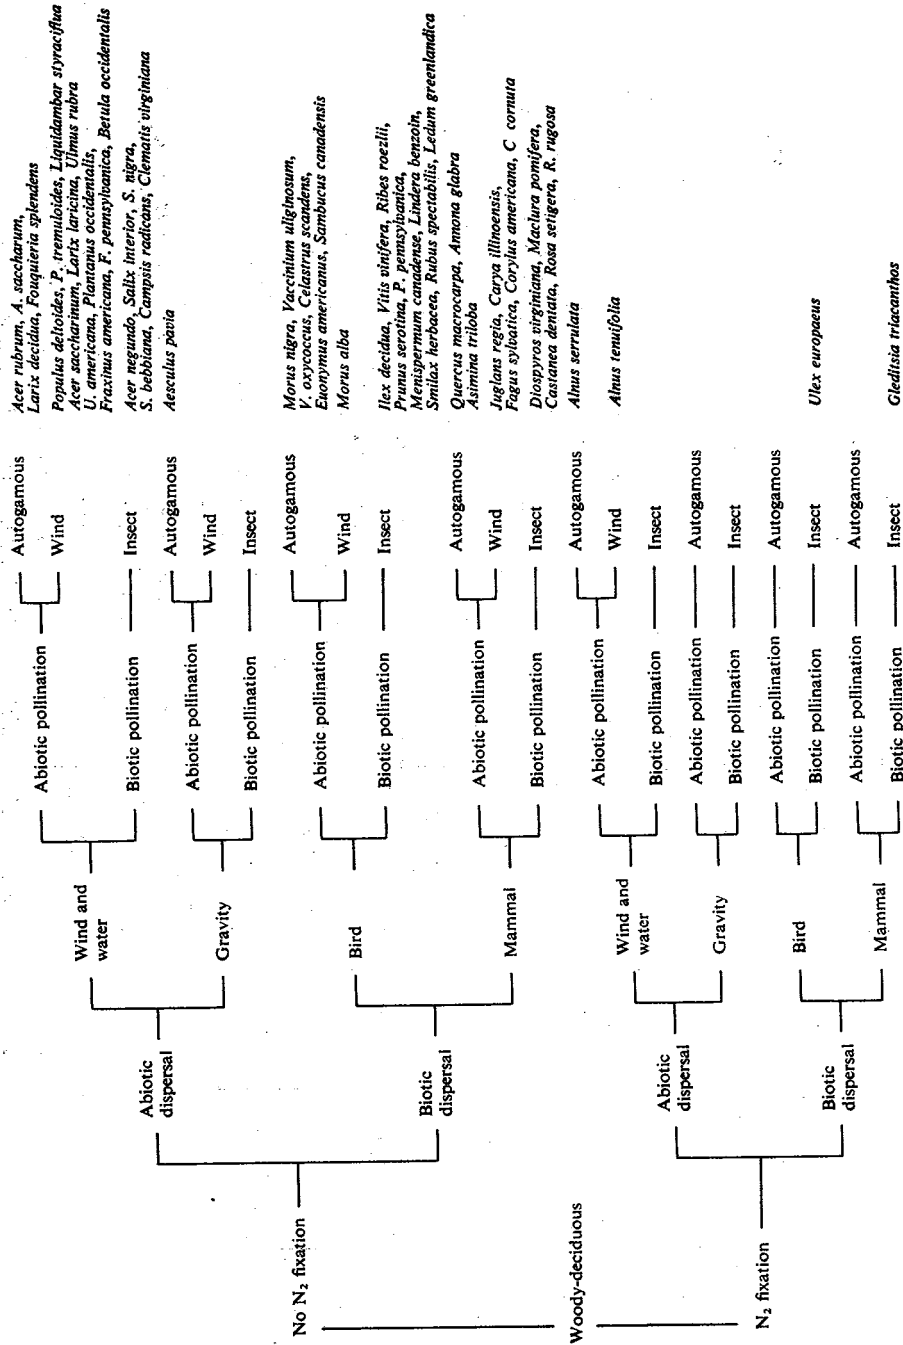 Woody-deciduous
No N₂ fixation
N₂ fixation
Abiotic
dispersal
Biotic
dispersal
Abiotic
dispersal
Biotic
dispersal
Wind and
water
Gravity
Bird
Mammal
Wind and
water
Gravity
Bird
Mammal
Abiotic pollination
Biotic pollination
Abiotic pollination
Biotic pollination
Abiotic pollination
Biotic pollination
Abiotic pollination
Biotic pollination
Abiotic pollination
Biotic pollination
Abiotic pollination
Biotic pollination
Abiotic pollination
Biotic pollination
Abiotic pollination
Biotic pollination
Autogamous
Wind
Insect
Autogamous
Wind
Insect
Autogamous
Wind
Insect
Autogamous
Wind
Insect
Autogamous
Wind
Insect
Autogamous
Insect
Autogamous
Insect
Autogamous
Insect
Acer rubrum, A. saccharum,
Larix decidua, Fouquieria splendens
Populus deltoides, P. tremuloides, Liquidambar styraciflua
Acer saccharinum, Larix laricina, Ulmus rubra
U. americana, Plantanus occidentalis,
Fraxinus americana, F. pennsylvanica, Betula occidentalis
Acer negundo, Salix interior, S. nigra,
S. bebbiana, Campsis radicans, Clematis virginiana
Aesculus pavia
Morus nigra, Vaccinium uliginosum,
V. oxycoccus, Celastrus scandens,
Euonymus americanus, Sambucus canadensis
Morus alba
Ilex decidua, Vitis vinifera, Ribes roezlii,
Prunus serotina, P. pennsylvanica,
Menispermum canadense, Lindera benzoin,
Smilax herbacea, Rubus spectabilis, Ledum greenlandica
Quercus macrocarpa, Annona glabra
Asimina triloba
Juglans regia, Carya illinoensis,
Fagus sylvatica, Corylus americana, C cornuta
Diospyros virginiana, Maclura pomifera,
Castanea dentata, Rosa setigera, R. rugosa
Alnus serrulata
Alnus tenuifolia
Ulex europaeus
Gleditsia triacanthos